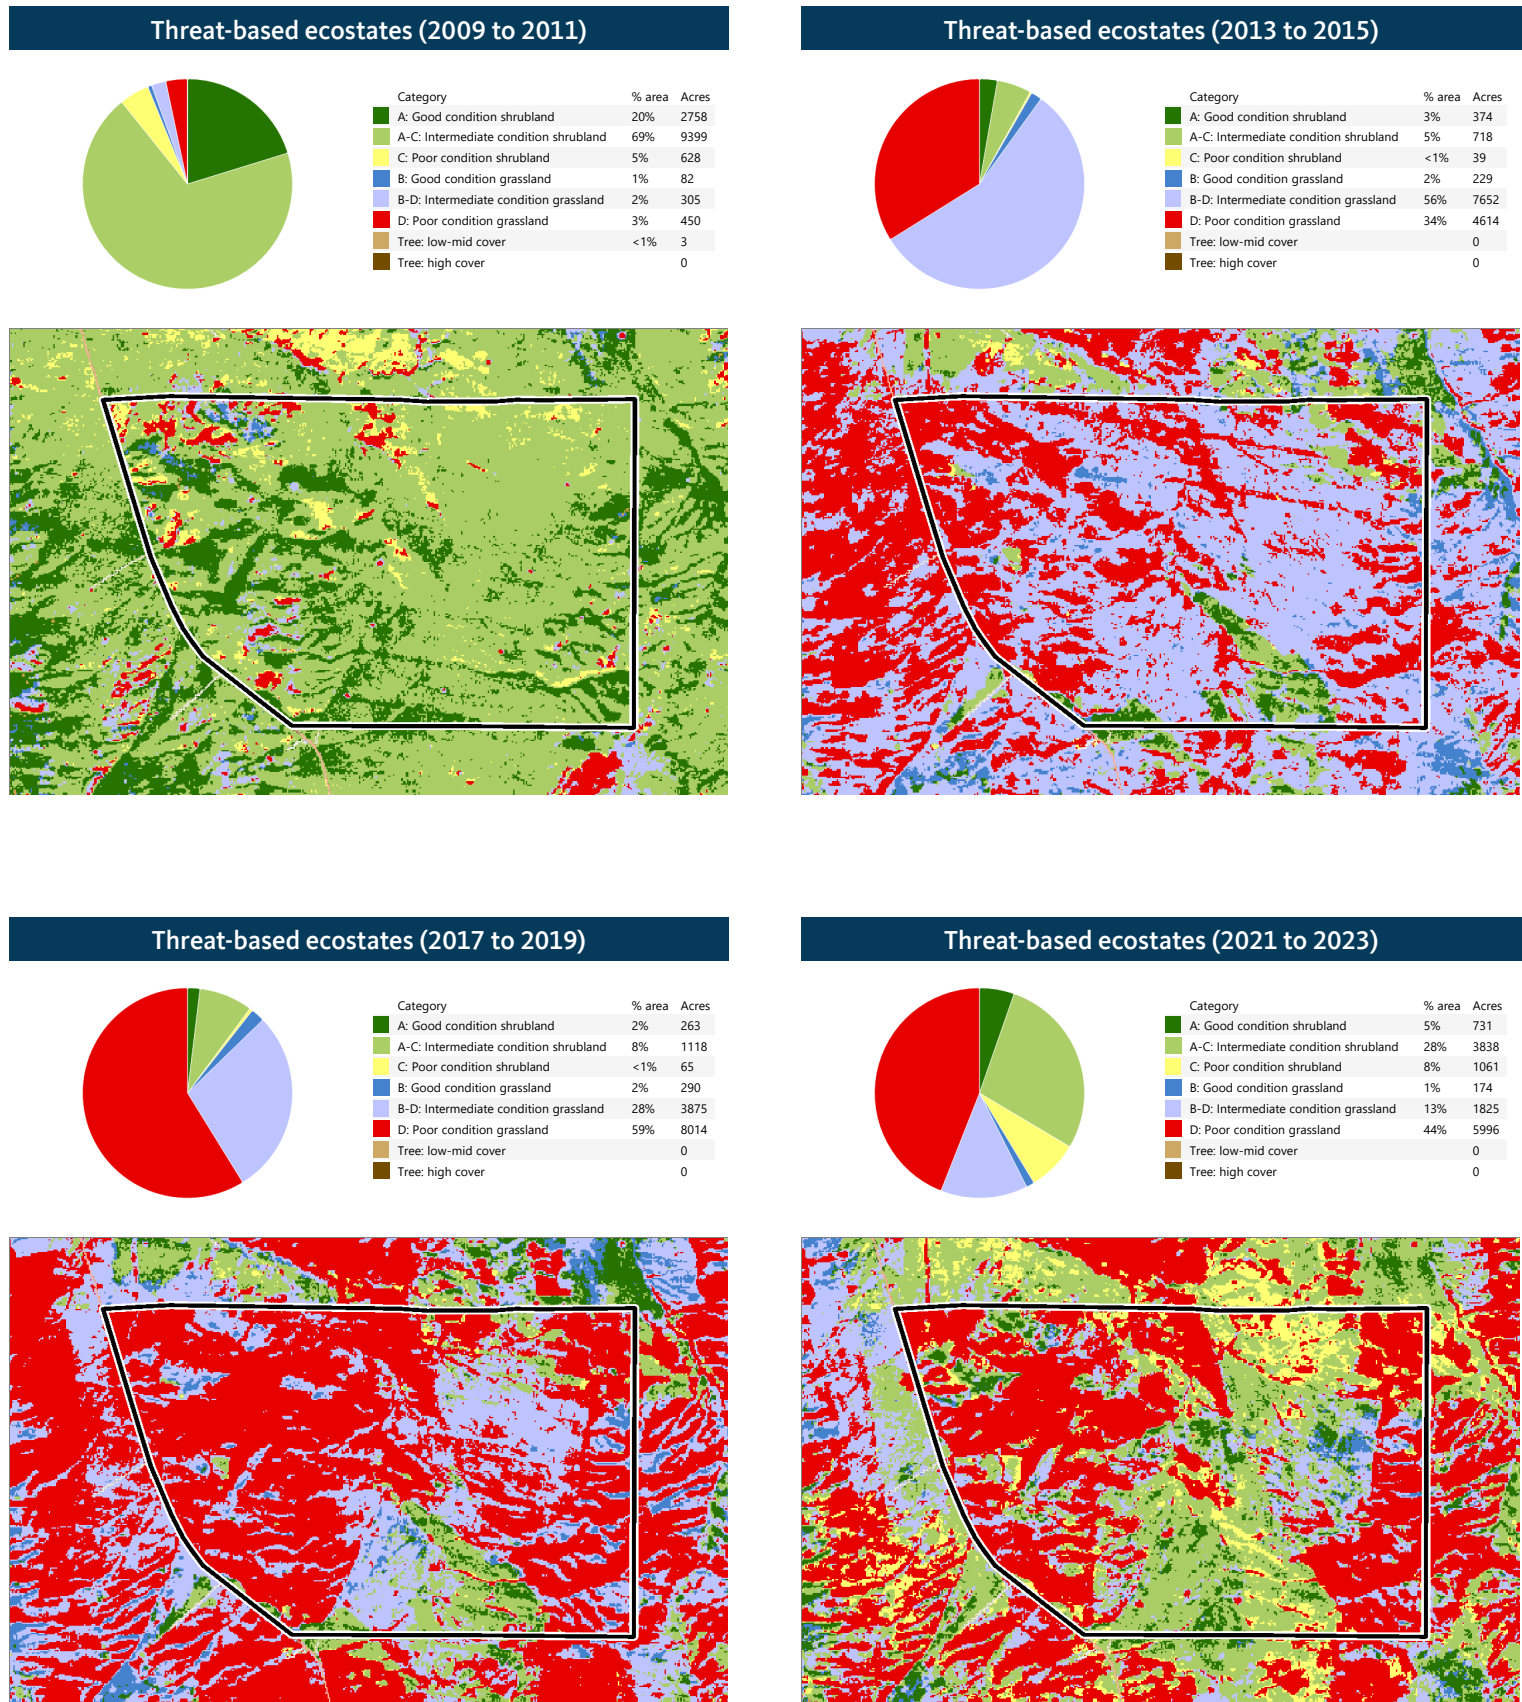 Threat-based ecostates (2009 to 2011)
Category % area Acres
A: Good condition shrubland 20% 2758
A-C: Intermediate condition shrubland 69% 9399
C: Poor condition shrubland 5% 628
B: Good condition grassland 1% 82
B-D: Intermediate condition grassland 2% 305
D: Poor condition grassland 3% 450
Tree: low-mid cover <1% 3
Tree: high cover 0
Threat-based ecostates (2013 to 2015)
Category % area Acres
A: Good condition shrubland 3% 374
A-C: Intermediate condition shrubland 5% 718
C: Poor condition shrubland <1% 39
B: Good condition grassland 2% 229
B-D: Intermediate condition grassland 56% 7652
D: Poor condition grassland 34% 4614
Tree: low-mid cover 0
Tree: high cover 0
Threat-based ecostates (2017 to 2019)
Category % area Acres
A: Good condition shrubland 2% 263
A-C: Intermediate condition shrubland 8% 1118
C: Poor condition shrubland <1% 65
B: Good condition grassland 2% 290
B-D: Intermediate condition grassland 28% 3875
D: Poor condition grassland 59% 8014
Tree: low-mid cover 0
Tree: high cover 0
Threat-based ecostates (2021 to 2023)
Category % area Acres
A: Good condition shrubland 5% 731
A-C: Intermediate condition shrubland 28% 3838
C: Poor condition shrubland 8% 1061
B: Good condition grassland 1% 174
B-D: Intermediate condition grassland 13% 1825
D: Poor condition grassland 44% 5996
Tree: low-mid cover 0
Tree: high cover 0